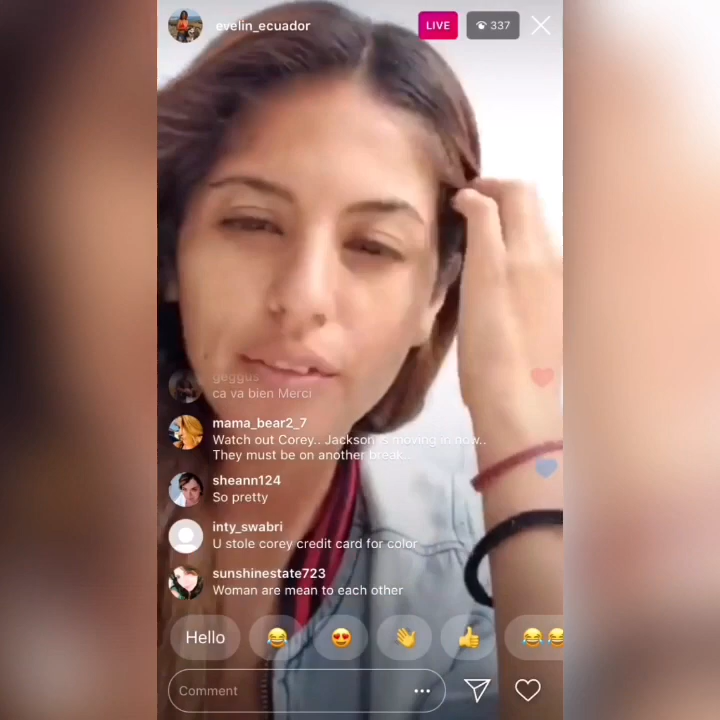 evelin_ecuador
LIVE
337
geggus
ca va bien Merci
mama_bear2_7
Watch out Corey.. Jackson is moving in now..
They must be on another break..
sheann124
So pretty
inty_swabri
U stole corey credit card for color
sunshinestate723
Woman are mean to each other
Hello 😂 😍 👋 👍 😂😂
Comment